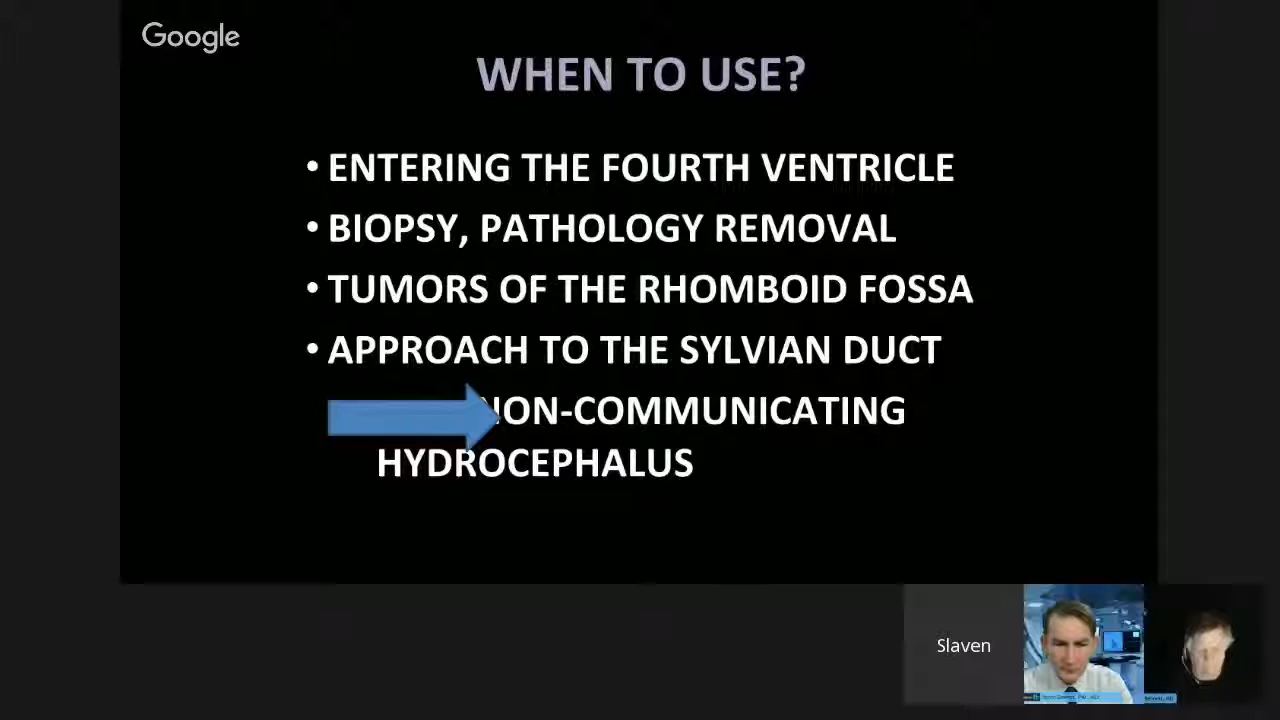 Google
WHEN TO USE?
• ENTERING THE FOURTH VENTRICLE
• BIOPSY, PATHOLOGY REMOVAL
• TUMORS OF THE RHOMBOID FOSSA
• APPROACH TO THE SYLVIAN DUCT
NON-COMMUNICATING
HYDROCEPHALUS
Slaven